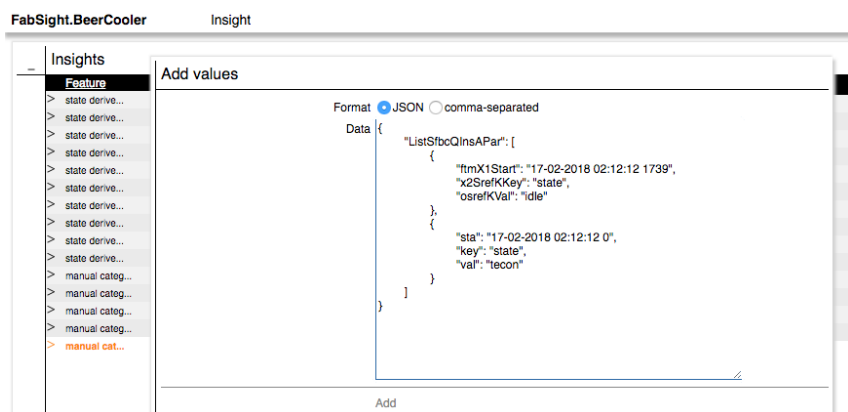 FabSight.BeerCooler Insight
Insights
Add values
_
Feature
> state derive...
> state derive...
> state derive...
> state derive...
> state derive...
> state derive...
> state derive...
> state derive...
> state derive...
> state derive...
> manual categ...
> manual categ...
> manual categ...
> manual categ...
> manual cat...
Format JSON comma-separated
Data {
"ListSfbcQInsAPar": [
{
"ftmX1Start": "17-02-2018 02:12:12 1739",
"x2SrefKKey": "state",
"osrefKVal": "idle"
},
{
"sta": "17-02-2018 02:12:12 0",
"key": "state",
"val": "tecon"
}
]
}
Add